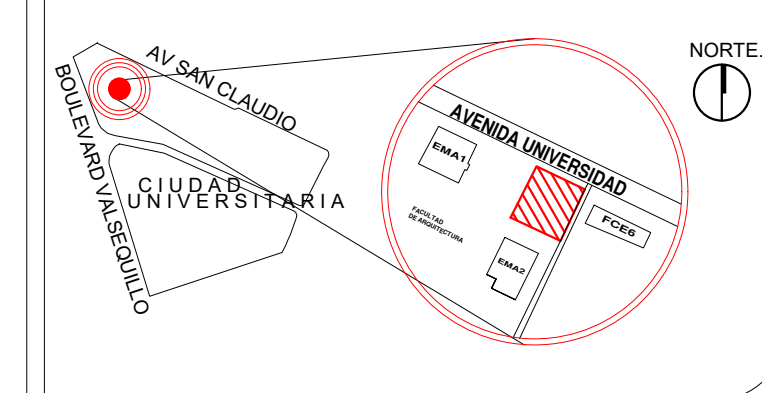 NORTE.
AV SAN CLAUDIO
BOULEVARD VALSEQUILLO
CIUDAD
UNIVERSITARIA
AVENIDA UNIVERSIDAD
EMA1
FACULTAD
DE ARQUITECTURA
EMA2
FCE6